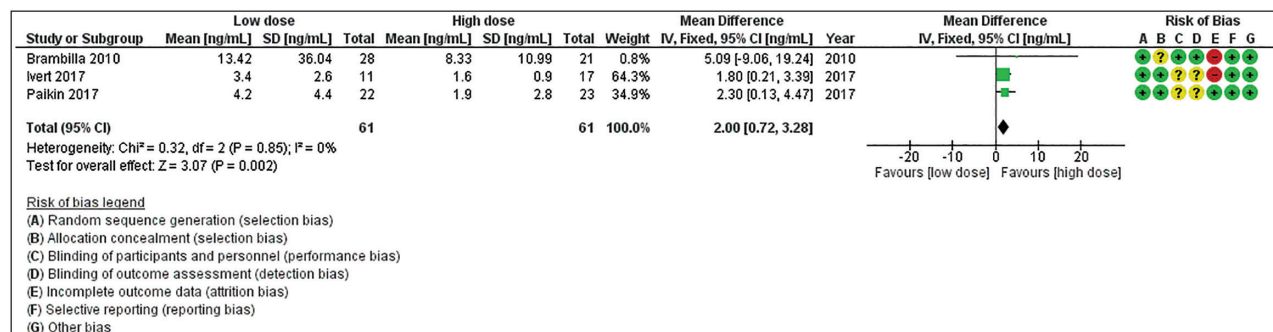 Low dose High dose Mean Difference Mean Difference Risk of Bias
Study or Subgroup Mean [ng/mL] SD [ng/mL] Total Mean [ng/mL] SD [ng/mL] Total Weight IV, Fixed, 95% CI [ng/mL] Year IV, Fixed, 95% CI [ng/mL] A B C D E F G
Brambilla 2010 13.42 36.04 28 8.33 10.99 21 0.8% 5.09 [-9.06, 19.24] 2010 + ? + + - + +
Ivert 2017 3.4 2.6 11 1.6 0.9 17 64.3% 1.80 [0.21, 3.39] 2017 + + ? ? - + +
Paikin 2017 4.2 4.4 22 1.9 2.8 23 34.9% 2.30 [0.13, 4.47] 2017 + + ? ? + + +
Total (95% CI) 61 61 100.0% 2.00 [0.72, 3.28]
Heterogeneity: Chi² = 0.32, df = 2 (P = 0.85); I² = 0%
Test for overall effect: Z = 3.07 (P = 0.002)
-20 -10 0 10 20
Favours [low dose] Favours [high dose]
Risk of bias legend
(A) Random sequence generation (selection bias)
(B) Allocation concealment (selection bias)
(C) Blinding of participants and personnel (performance bias)
(D) Blinding of outcome assessment (detection bias)
(E) Incomplete outcome data (attrition bias)
(F) Selective reporting (reporting bias)
(G) Other bias